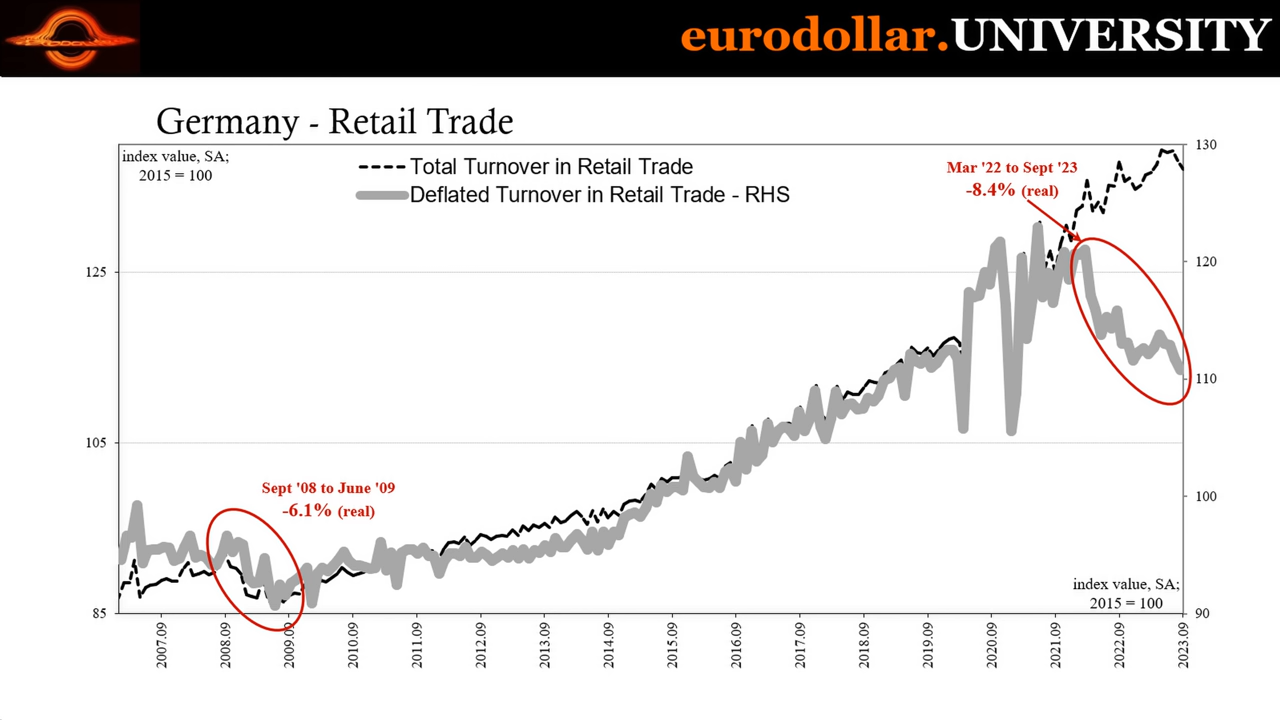 eurodollar.UNIVERSITY
Germany - Retail Trade
index value, SA;
2015 = 100
Total Turnover in Retail Trade
Deflated Turnover in Retail Trade - RHS
Mar '22 to Sept '23
-8.4% (real)
130
125
120
110
105
100
Sept '08 to June '09
-6.1% (real)
index value, SA;
2015 = 100
85
90
2007.09
2008.09
2009.09
2010.09
2011.09
2012.09
2013.09
2014.09
2015.09
2016.09
2017.09
2018.09
2019.09
2020.09
2021.09
2022.09
2023.09